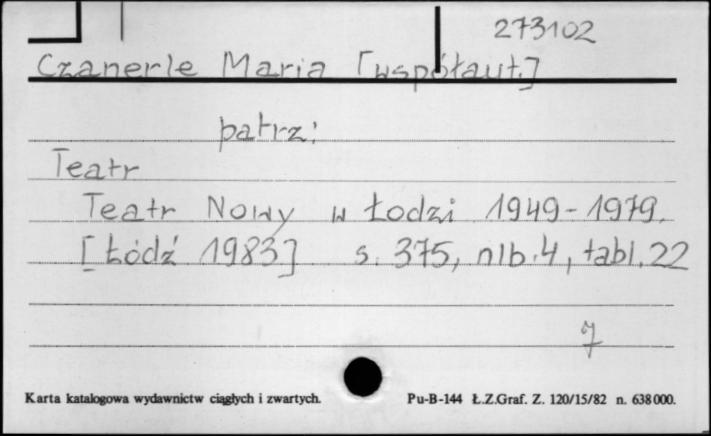 273102
Czanerle Maria [współaut.]
patrz:
Teatr
Teatr Nowy w Łodzi 1949-1979.
[Łódź 1983] s. 375, nlb. 4, tabl. 22
7
Karta katalogowa wydawnictw ciągłych i zwartych. Pu-B-144 Ł.Z.Graf. Z. 120/15/82 n. 638000.